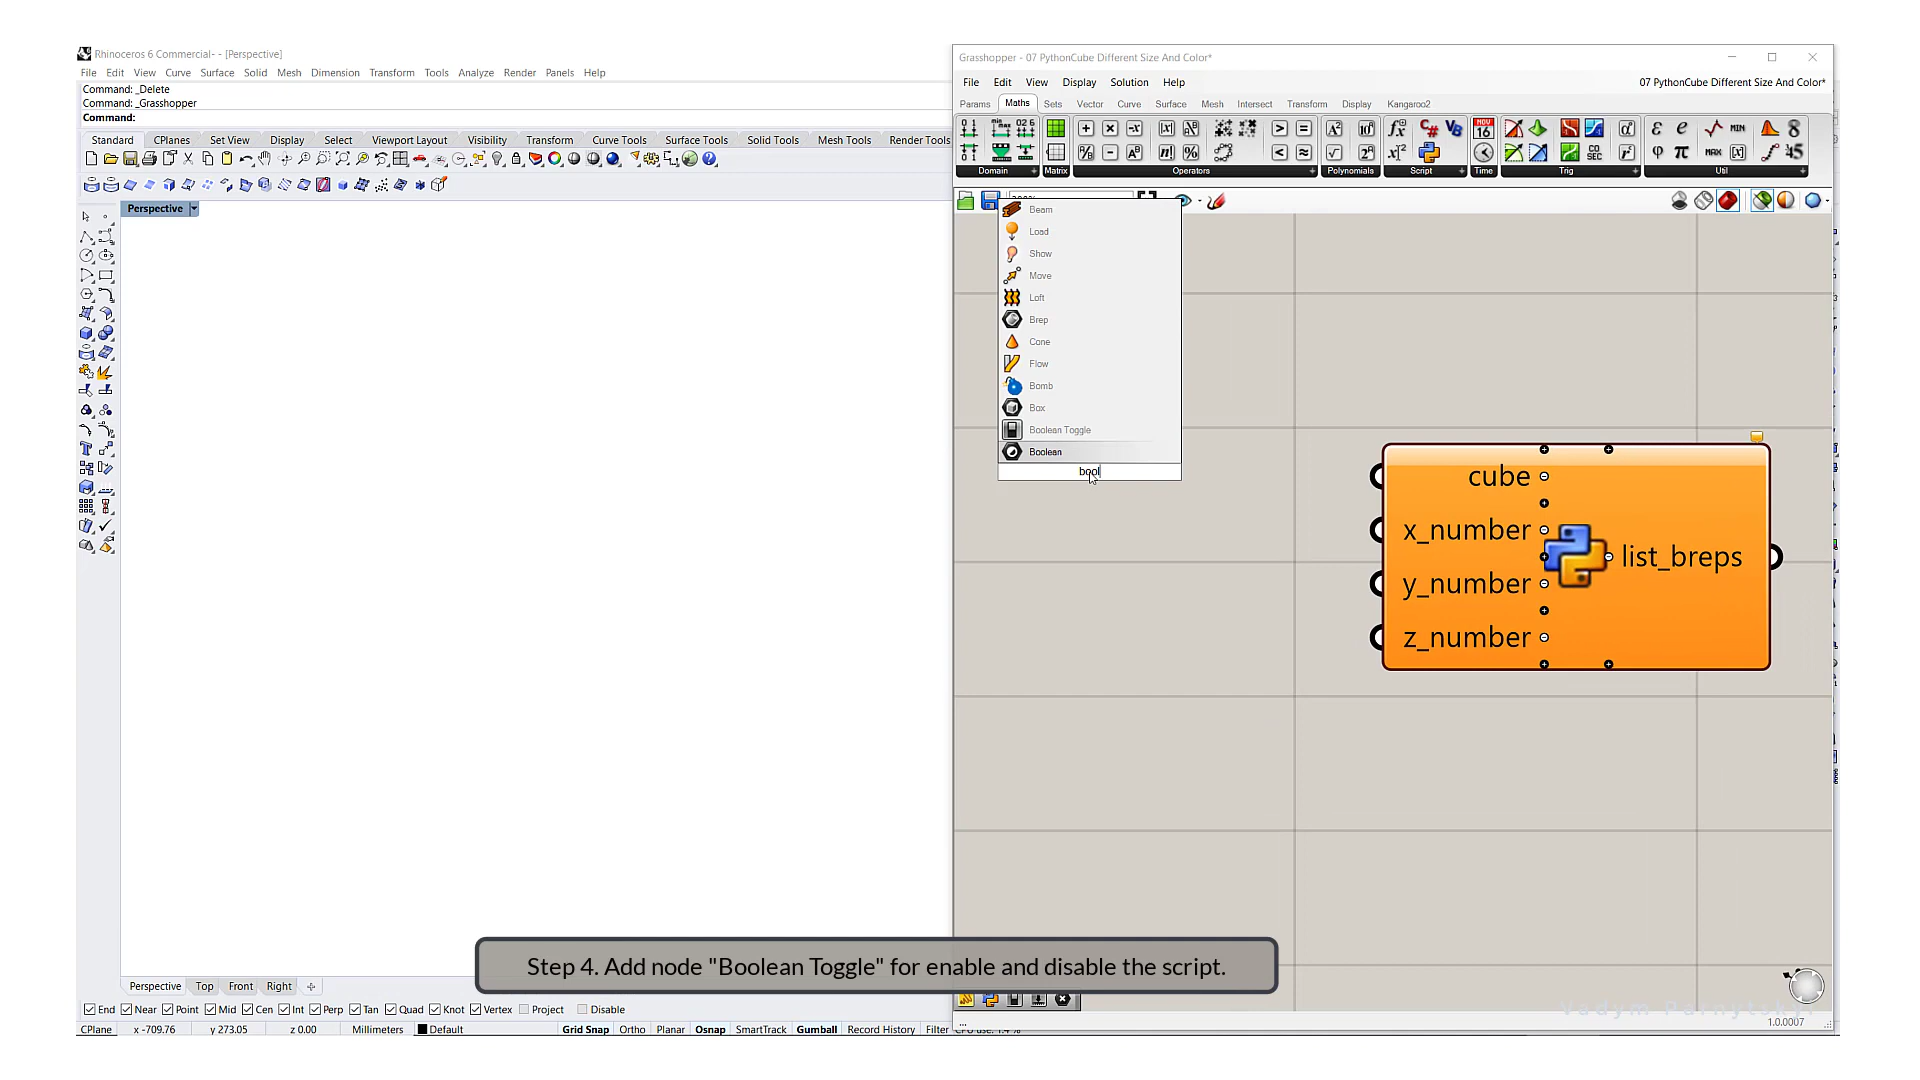 Rhinoceros 6 Commercial- - [Perspective]
File Edit View Curve Surface Solid Mesh Dimension Transform Tools Analyze Render Panels Help
Command: _Delete
Command: _Grasshopper
Command:
Standard CPlanes Set View Display Select Viewport Layout Visibility Transform Curve Tools Surface Tools Solid Tools Mesh Tools Render Tools
Perspective
Grasshopper - 07 PythonCube Different Size And Color*
File Edit View Display Solution Help
07 PythonCube Different Size And Color*
Params Maths Sets Vector Curve Surface Mesh Intersect Transform Display Kangaroo2
Domain Matrix Operators Polynomials Script Time Trig Util
Beam
Load
Show
Move
Loft
Brep
Cone
Flow
Bomb
Box
Boolean Toggle
Boolean
bool
cube
x_number
y_number
z_number
list_breps
Step 4. Add node "Boolean Toggle" for enable and disable the script.
Perspective Top Front Right
End Near Point Mid Cen Int Perp Tan Quad Knot Vertex Project Disable
CPlane x -709.76 y 273.05 z 0.00 Millimeters Default Grid Snap Ortho Planar Osnap SmartTrack Gumball Record History Filter
...
1.0.0007